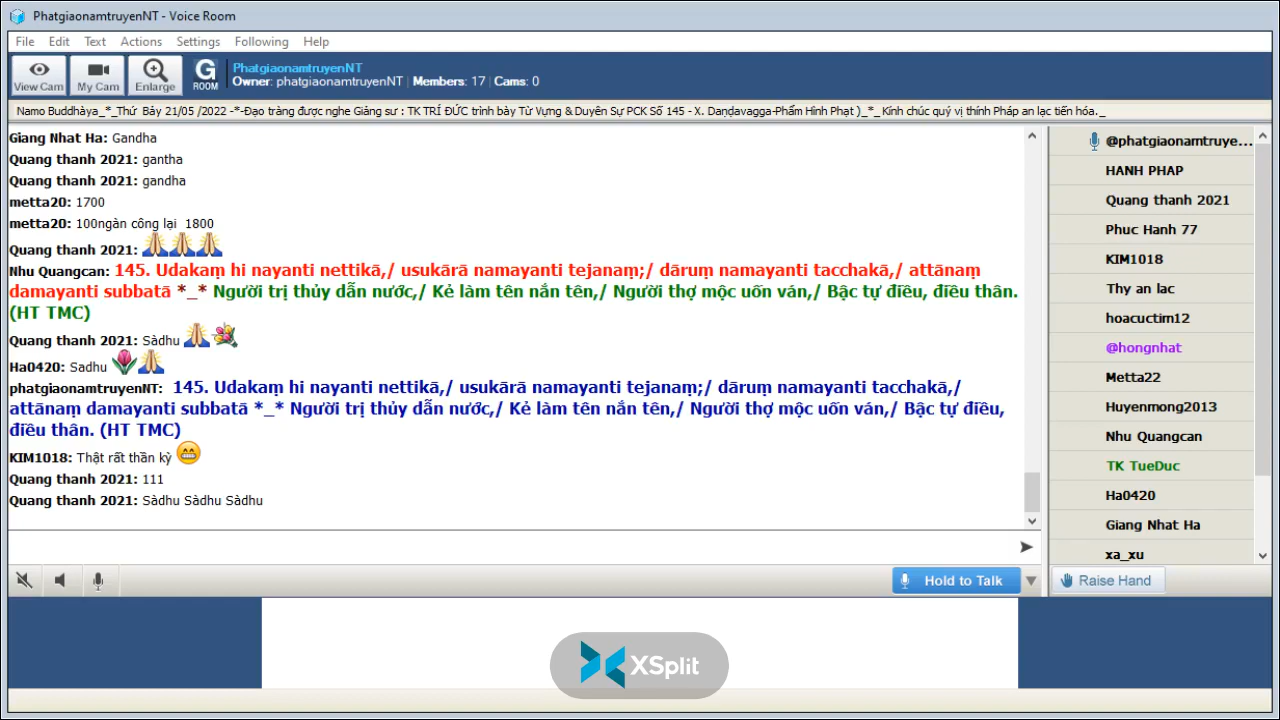 PhatgiaonamtruyenNT - Voice Room
File Edit Text Actions Settings Following Help
View Cam My Cam Enlarge G ROOM
PhatgiaonamtruyenNT
Owner: phatgiaonamtruyenNT | Members: 17 | Cams: 0
Namo Buddhàya_*_Thứ Bảy 21/05 /2022 -*-Đạo tràng được nghe Giảng sư : TK TRÍ ĐỨC trình bày Từ Vựng & Duyên Sự PCK Số 145 - X. Daṇḍavagga-Phẩm Hình Phạt )_*_Kính chúc quý vị thính Pháp an lạc tiến hóa._
Giang Nhat Ha: Gandha
Quang thanh 2021: gantha
Quang thanh 2021: gandha
metta20: 1700
metta20: 100ngàn công lại 1800
Quang thanh 2021:
Nhu Quangcan: 145. Udakaṃ hi nayanti nettikā,/ usukārā namayanti tejanaṃ;/ dāruṃ namayanti tacchakā,/ attānaṃ
damayanti subbatā *_* Người trị thủy dẫn nước,/ Kẻ làm tên nắn tên,/ Người thợ mộc uốn ván,/ Bậc tự điều, điều thân.
(HT TMC)
Quang thanh 2021: Sàdhu
Ha0420: Sadhu
phatgiaonamtruyenNT: 145. Udakaṃ hi nayanti nettikā,/ usukārā namayanti tejanaṃ;/ dāruṃ namayanti tacchakā,/
attānaṃ damayanti subbatā *_* Người trị thủy dẫn nước,/ Kẻ làm tên nắn tên,/ Người thợ mộc uốn ván,/ Bậc tự điều,
điều thân. (HT TMC)
KIM1018: Thật rất thần kỳ
Quang thanh 2021: 111
Quang thanh 2021: Sàdhu Sàdhu Sàdhu
@phatgiaonamtruye...
HANH PHAP
Quang thanh 2021
Phuc Hanh 77
KIM1018
Thy an lac
hoacuctim12
@hongnhat
Metta22
Huyenmong2013
Nhu Quangcan
TK TueDuc
Ha0420
Giang Nhat Ha
xa_xu
Hold to Talk
Raise Hand
XSplit